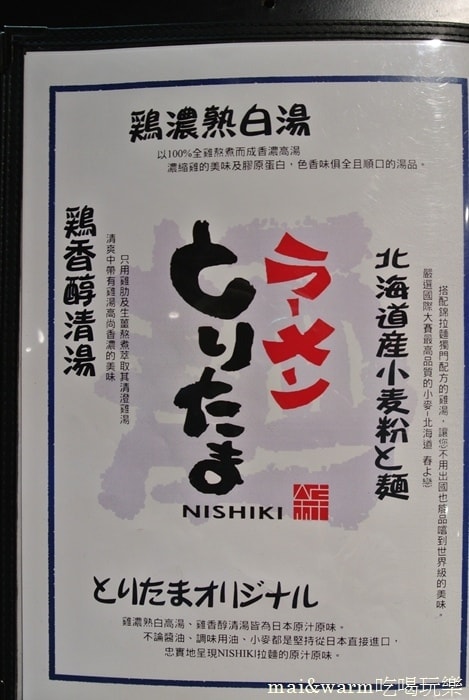 鶏濃熟白湯
以100%全雞熬煮而成香濃高湯
濃縮雞的美味及膠原蛋白，色香味俱全且順口的湯品。
北海道産小麦粉と麺
嚴選國際大賽最高品質的小麥-北海道 春よ戀
搭配錦拉麵獨門配方的雞湯，讓您不用出國也能品嚐到世界級的美味。
ラーメン
とりたま
NISHIKI
鶏香醇清湯
只用雞肋及生薑熬煮萃取其清澄雞湯
清爽中帶有雞湯高尚香濃的美味
とりたまオリジナル
雞濃熟白高湯、雞香醇清湯皆為日本原汁原味。
不論醬油、調味用油、小麥都是堅持從日本直接進口，
忠實地呈現NISHIKI拉麵的原汁原味。
mai&warm吃喝玩樂